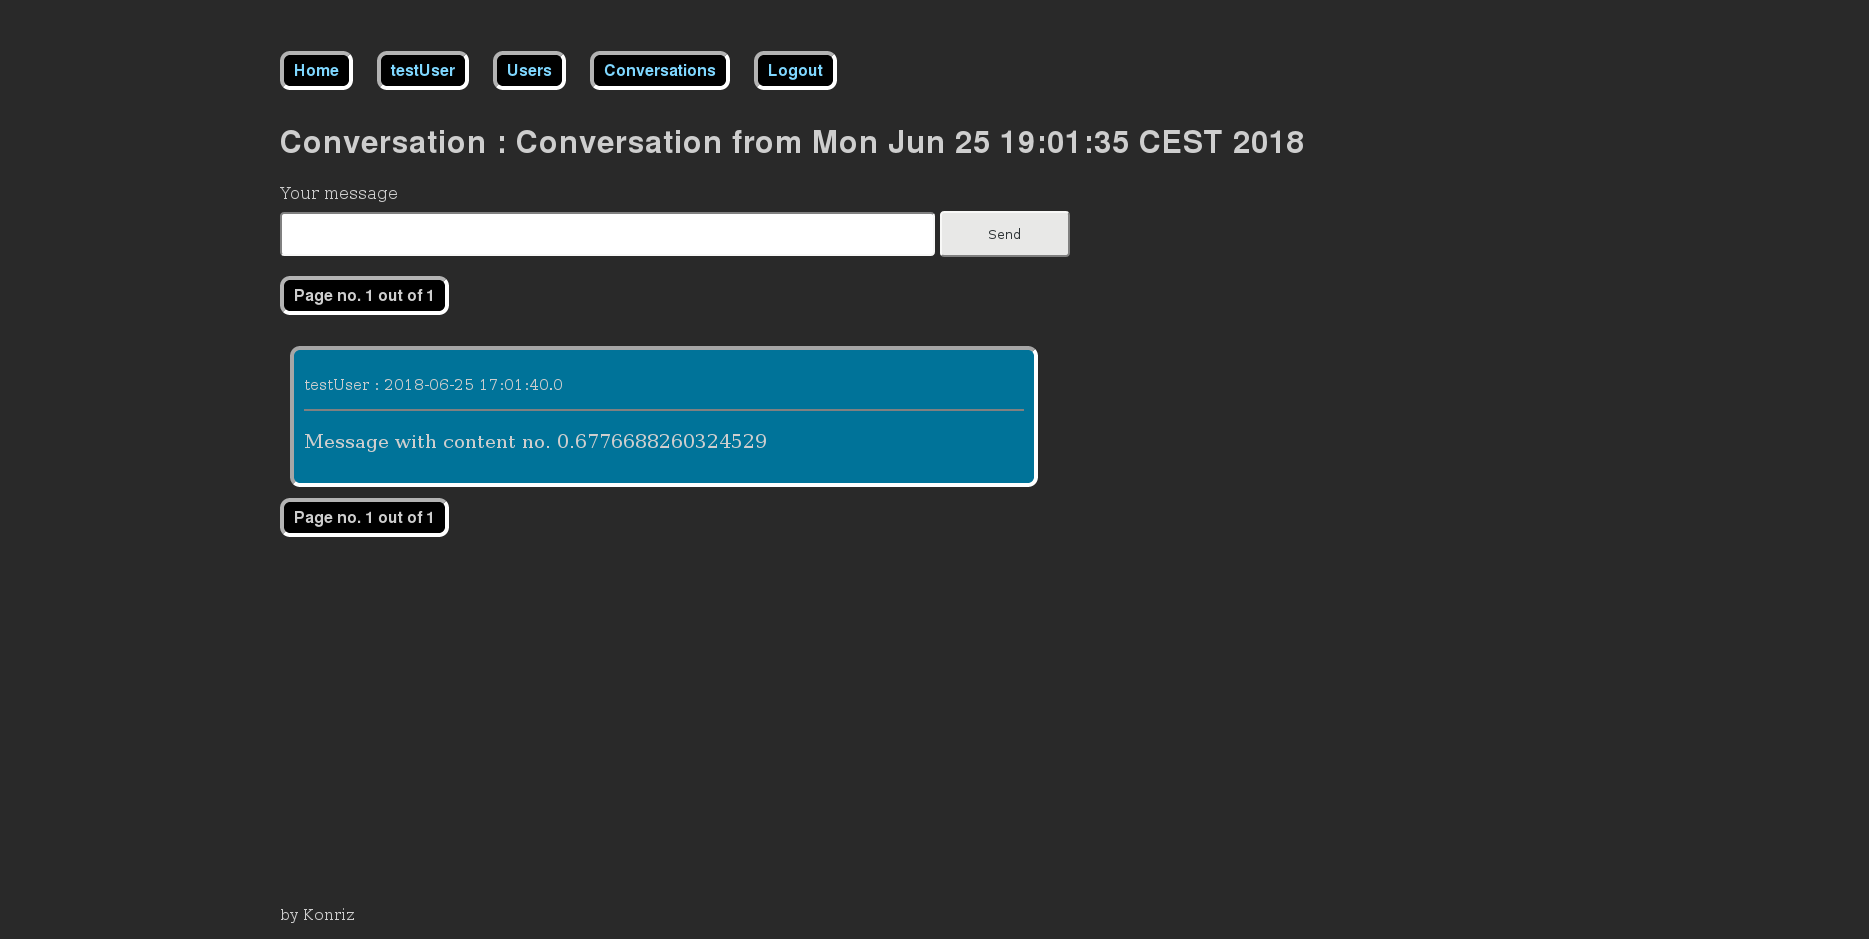 Home testUser Users Conversations Logout
Conversation : Conversation from Mon Jun 25 19:01:35 CEST 2018
Your message
Send
Page no. 1 out of 1
testUser : 2018-06-25 17:01:40.0
Message with content no. 0.6776688260324529
Page no. 1 out of 1
by Konriz